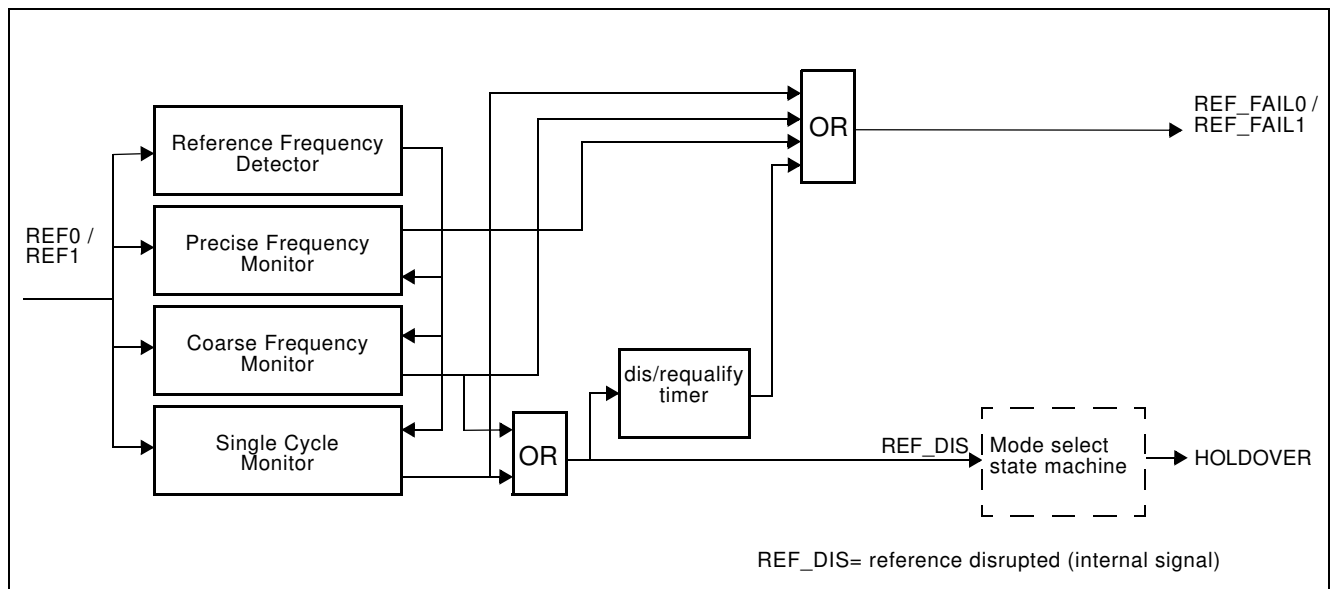 REF_FAIL0 /
REF_FAIL1
OR
Reference Frequency
Detector
REF0 /
REF1
Precise Frequency
Monitor
Coarse Frequency
Monitor
dis/requalify
timer
Single Cycle
Monitor
OR
REF_DIS
Mode select
state machine
HOLDOVER
REF_DIS= reference disrupted (internal signal)